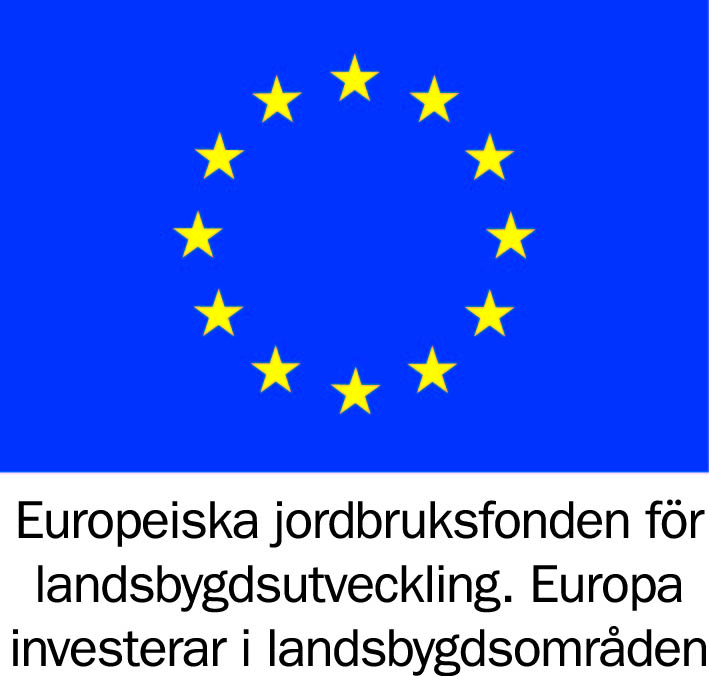 Europeiska jordbruksfonden för
landsbygdsutveckling. Europa
investerar i landsbygdsområden